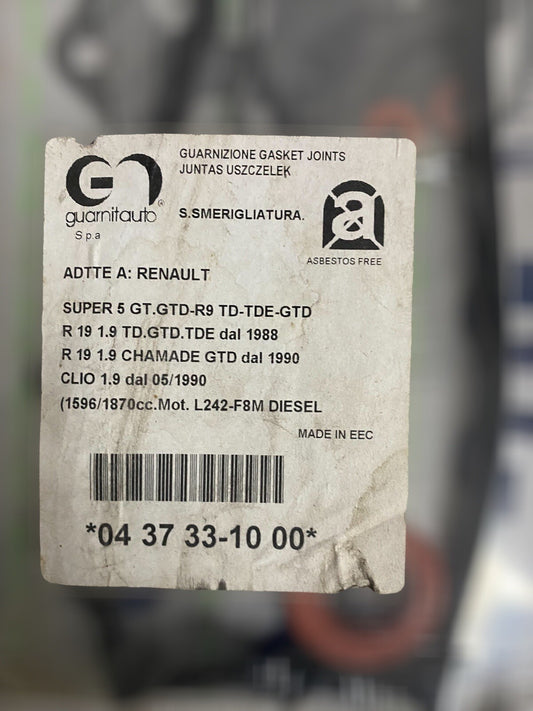 GUARNIZIONE GASKET JOINTS
JUNTAS USZCZELEK
guarnitauto®
S.p.a
S.SMERIGLIATURA.
a
ASBESTOS FREE
ADTTE A: RENAULT
SUPER 5 GT.GTD-R9 TD-TDE-GTD
R 19 1.9 TD.GTD.TDE dal 1988
R 19 1.9 CHAMADE GTD dal 1990
CLIO 1.9 dal 05/1990
(1596/1870cc.Mot. L242-F8M DIESEL
MADE IN EEC
*04 37 33-10 00*